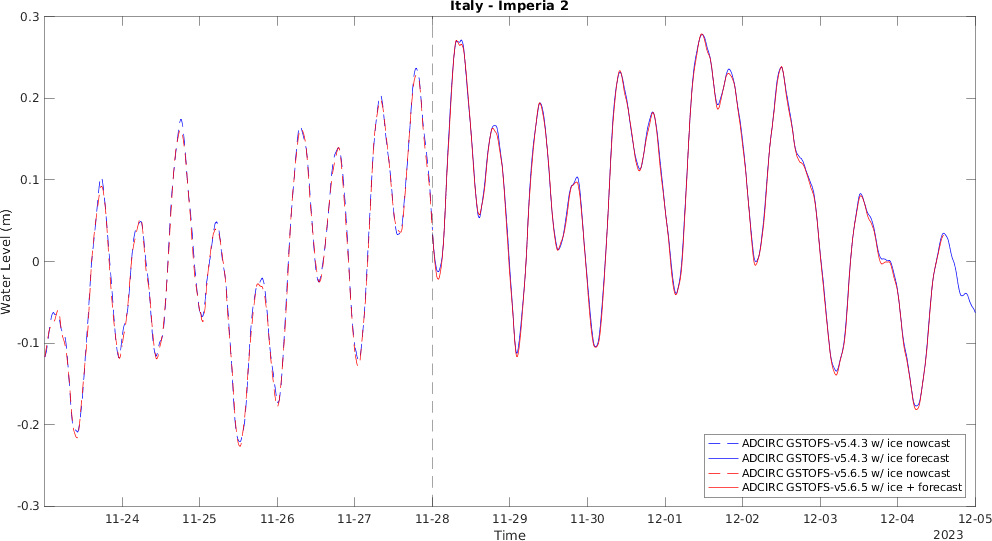 Italy - Imperia 2
Water Level (m)
0.3
0.2
0.1
0
-0.1
-0.2
-0.3
11-24
11-25
11-26
11-27
11-28
11-29
11-30
12-01
12-02
12-03
12-04
12-05
Time
2023
ADCIRC GSTOFS-v5.4.3 w/ ice nowcast
ADCIRC GSTOFS-v5.4.3 w/ ice forecast
ADCIRC GSTOFS-v5.6.5 w/ ice nowcast
ADCIRC GSTOFS-v5.6.5 w/ ice + forecast